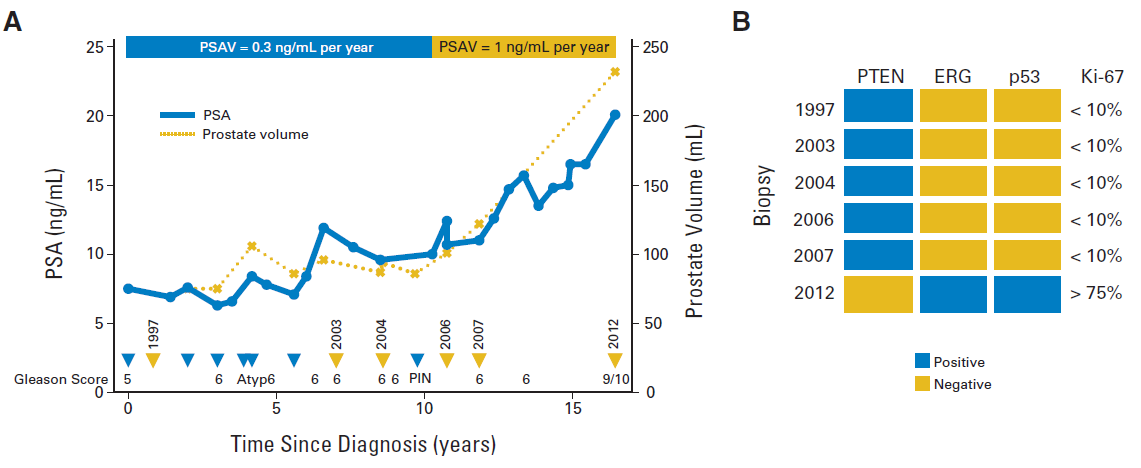 A
PSAV = 0.3 ng/mL per year
PSAV = 1 ng/mL per year
25
20
15
10
5
0
PSA (ng/mL)
PSA
Prostate volume
250
200
150
100
50
0
Prostate Volume (mL)
1997
2003
2004
2006
2007
2012
Gleason Score
5 6 Atyp6 6 6 6 6 PIN 6 6 9/10
0 5 10 15
Time Since Diagnosis (years)
B
PTEN ERG p53 Ki-67
Biopsy
1997 < 10%
2003 < 10%
2004 < 10%
2006 < 10%
2007 < 10%
2012 > 75%
Positive
Negative